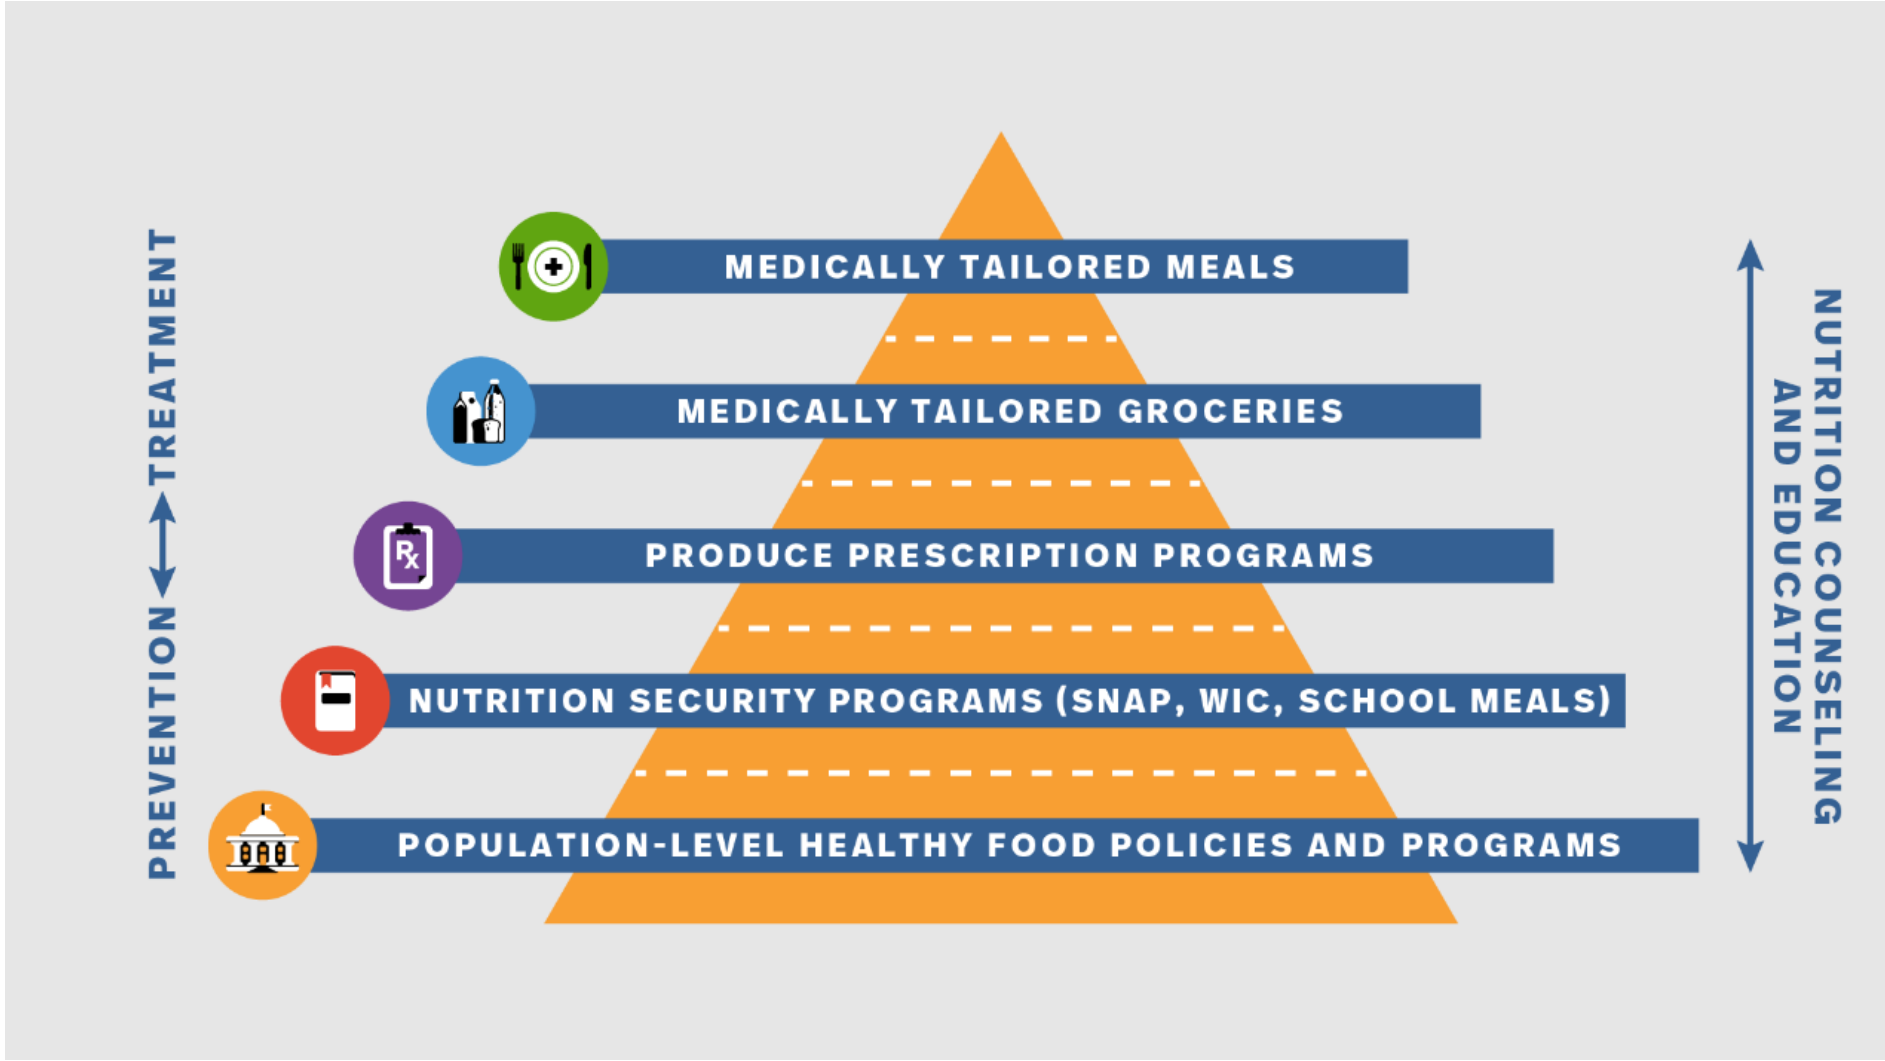 MEDICALLY TAILORED MEALS
MEDICALLY TAILORED GROCERIES
Rx
PRODUCE PRESCRIPTION PROGRAMS
NUTRITION SECURITY PROGRAMS (SNAP, WIC, SCHOOL MEALS)
POPULATION-LEVEL HEALTHY FOOD POLICIES AND PROGRAMS
PREVENTION
TREATMENT
NUTRITION COUNSELING
AND EDUCATION